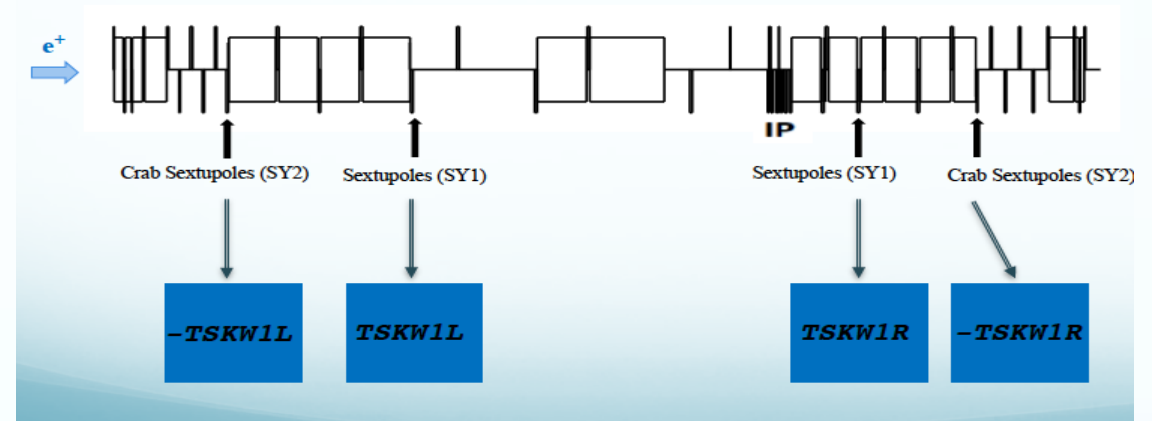 e+
IP
Crab Sextupoles (SY2)
Sextupoles (SY1)
Sextupoles (SY1)
Crab Sextupoles (SY2)
-TSKW1L
TSKW1L
TSKW1R
-TSKW1R